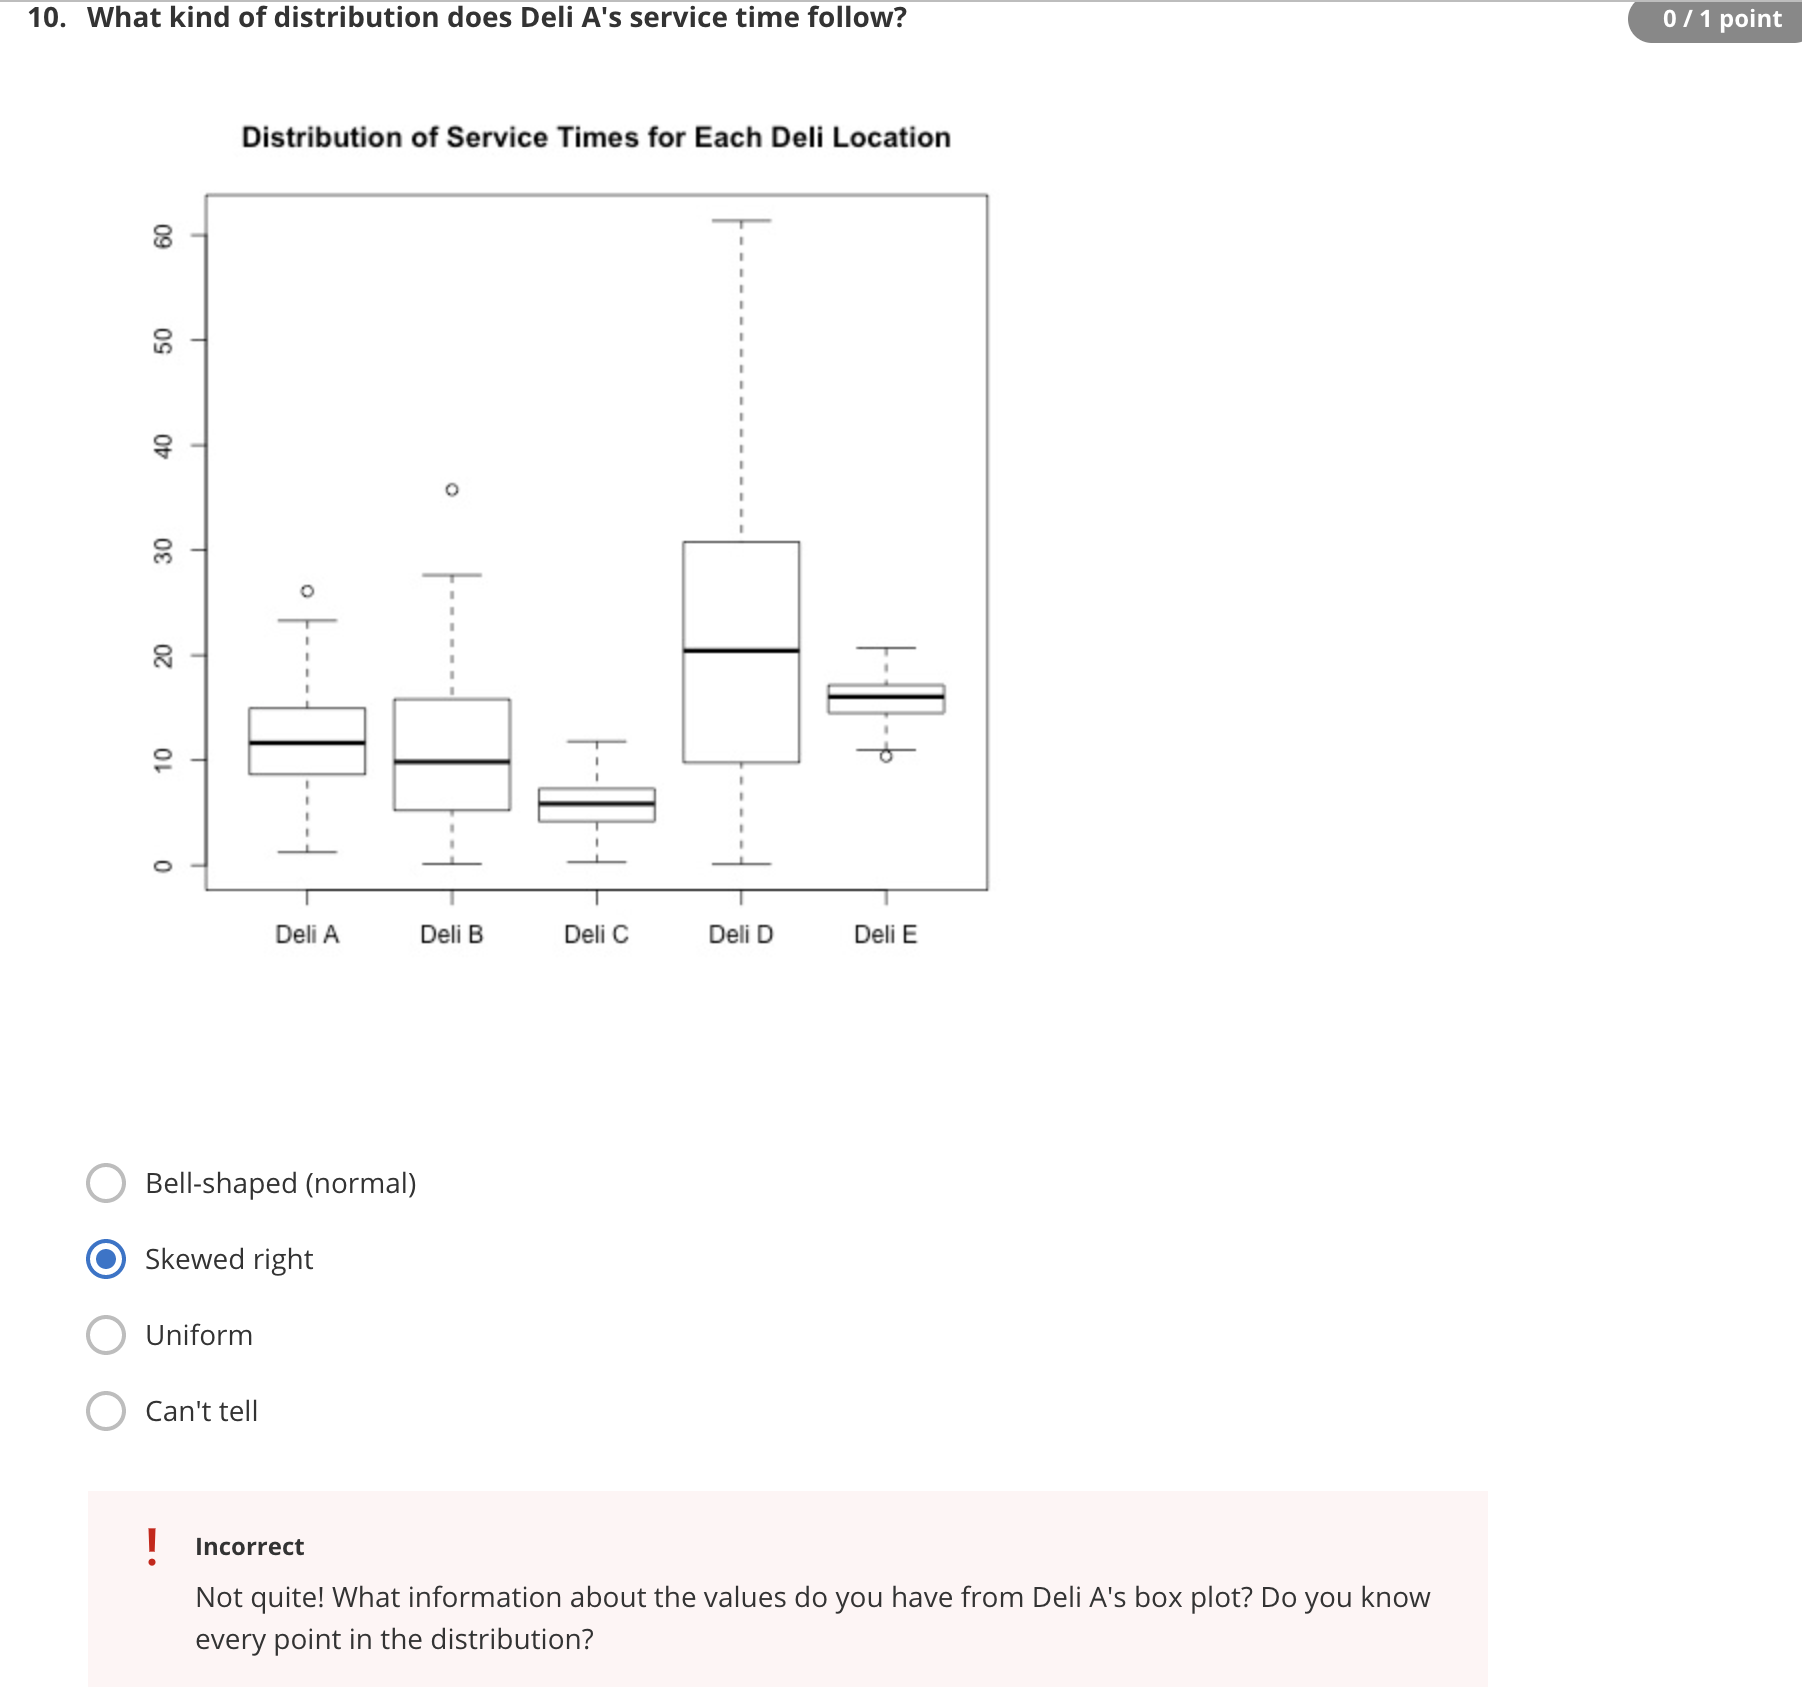 10. What kind of distribution does Deli A's service time follow?
0 / 1 point
Distribution of Service Times for Each Deli Location
60
50
40
30
20
10
0
Deli A Deli B Deli C Deli D Deli E
Bell-shaped (normal)
Skewed right
Uniform
Can't tell
! Incorrect
Not quite! What information about the values do you have from Deli A's box plot? Do you know
every point in the distribution?